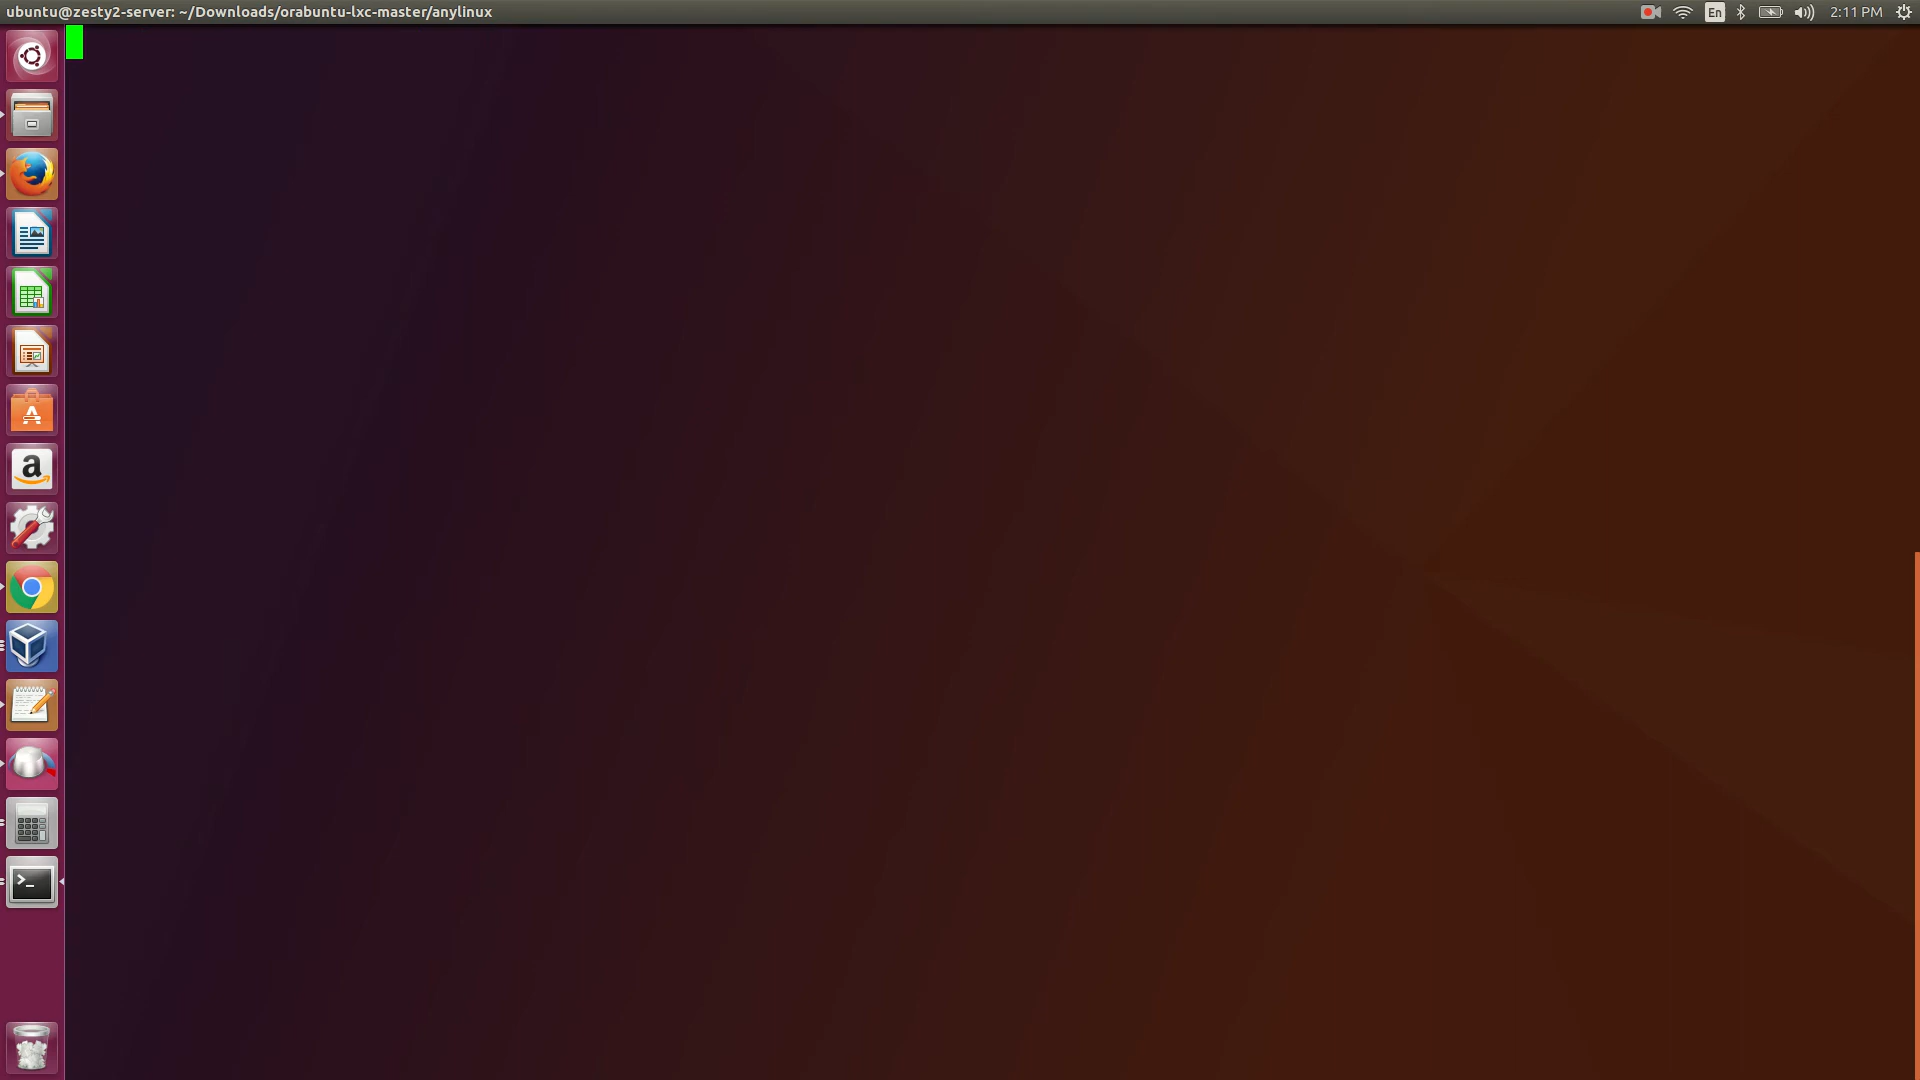 ubuntu@zesty2-server: ~/Downloads/orabuntu-lxc-master/anylinux
En
2:11 PM